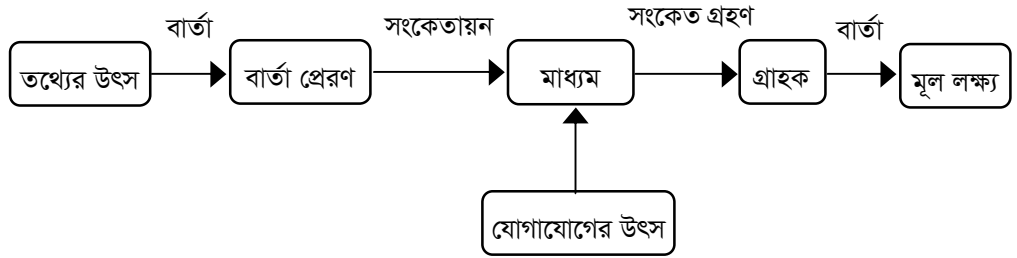 বার্তা
সংকেতায়ন
সংকেত গ্রহণ
বার্তা
তথ্যের উৎস
বার্তা প্রেরণ
মাধ্যম
গ্রাহক
মূল লক্ষ্য
যোগাযোগের উৎস